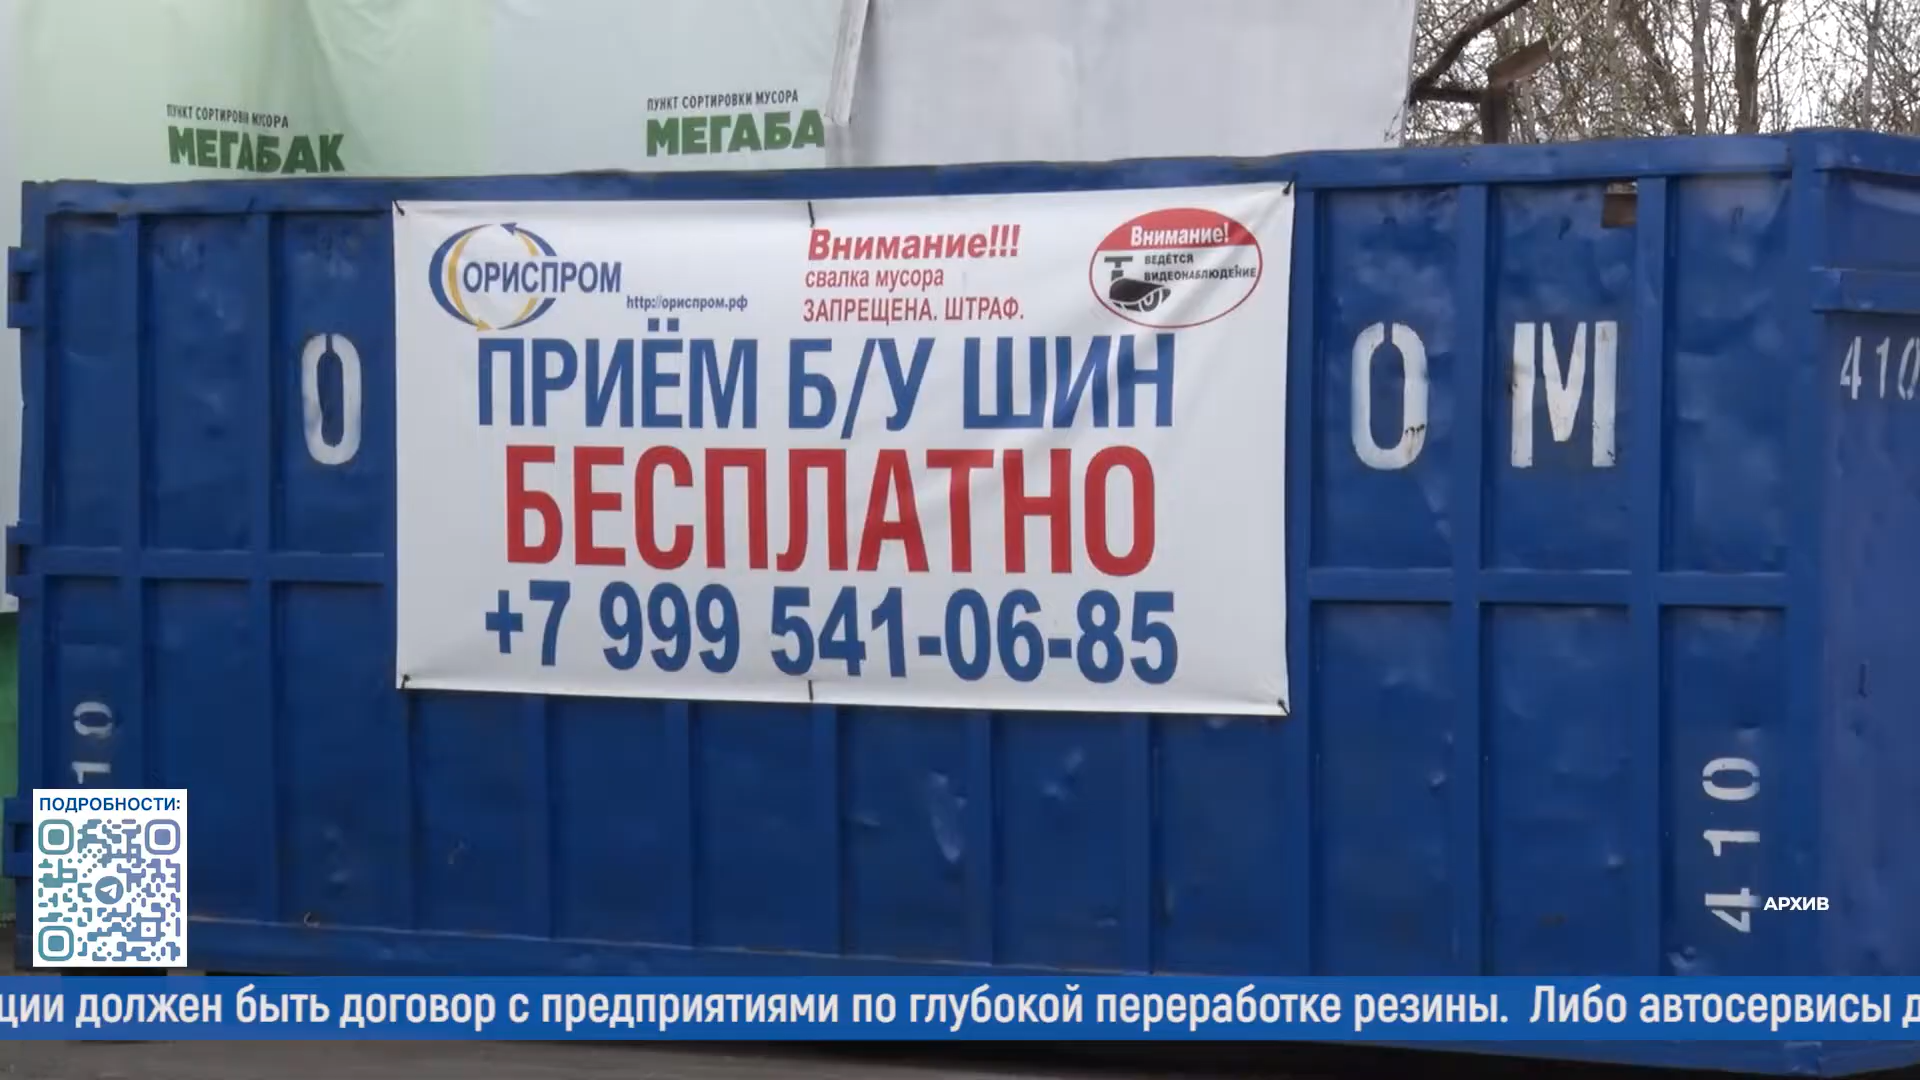 ПУНКТ СОРТИРОВКИ МУСОРА
МЕГАБАК
ПУНКТ СОРТИРОВКИ МУСОРА
МЕГАБА
ОРИСПРОМ
http://ориспром.рф
Внимание!!!
свалка мусора
ЗАПРЕЩЕНА. ШТРАФ.
Внимание!
ВЕДЁТСЯ
ВИДЕОНАБЛЮДЕНИЕ
ПРИЁМ Б/У ШИН
БЕСПЛАТНО
+7 999 541-06-85
О
О М
410
10
410
ПОДРОБНОСТИ:
АРХИВ
ции должен быть договор с предприятиями по глубокой переработке резины. Либо автосервисы д